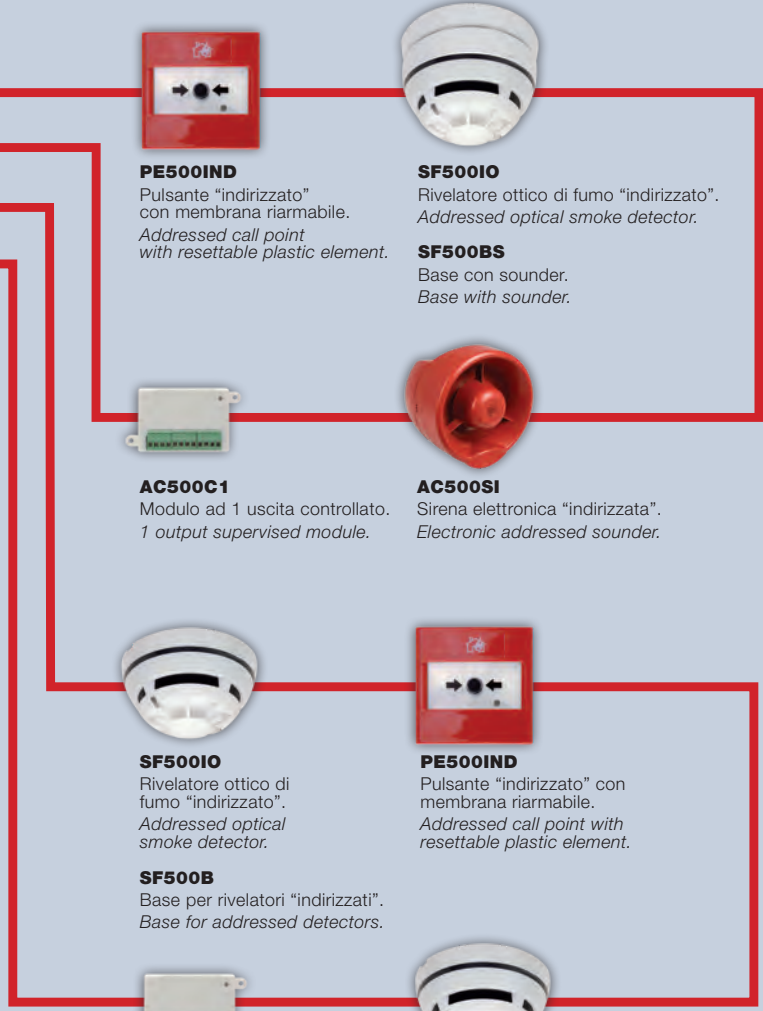 PE500IND
Pulsante “indirizzato”
con membrana riarmabile.
Addressed call point
with resettable plastic element.
SF500IO
Rivelatore ottico di fumo “indirizzato”.
Addressed optical smoke detector.
SF500BS
Base con sounder.
Base with sounder.
AC500C1
Modulo ad 1 uscita controllato.
1 output supervised module.
AC500SI
Sirena elettronica “indirizzata”.
Electronic addressed sounder.
SF500IO
Rivelatore ottico di
fumo “indirizzato”.
Addressed optical
smoke detector.
SF500B
Base per rivelatori “indirizzati”.
Base for addressed detectors.
PE500IND
Pulsante “indirizzato” con
membrana riarmabile.
Addressed call point with
resettable plastic element.